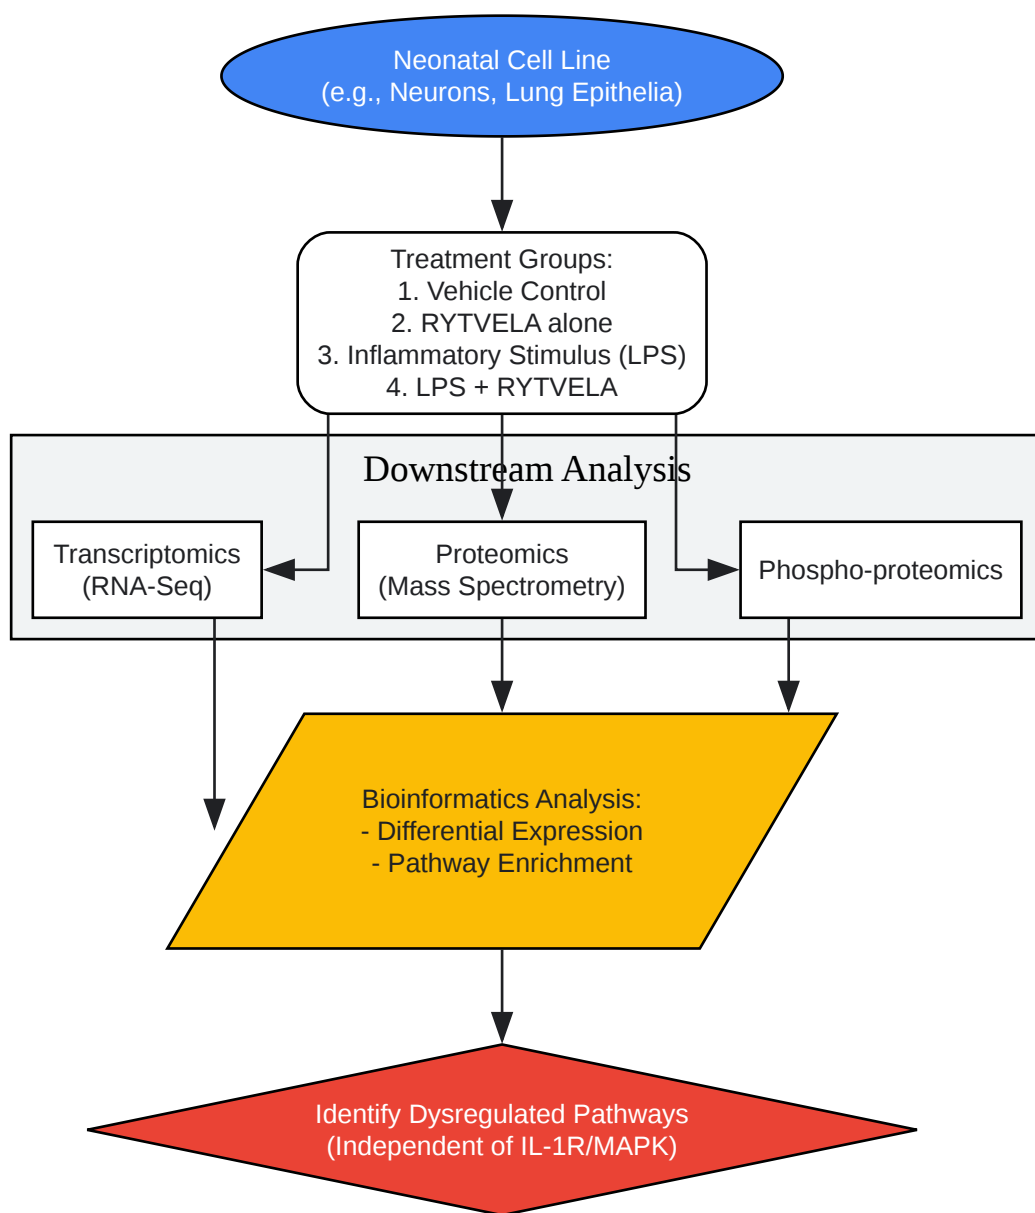 Neonatal Cell Line
(e.g., Neurons, Lung Epithelia)
Treatment Groups:
1. Vehicle Control
2. RYTVELA alone
3. Inflammatory Stimulus (LPS)
4. LPS + RYTVELA
Downstream Analysis
Transcriptomics
(RNA-Seq)
Proteomics
(Mass Spectrometry)
Phospho-proteomics
Bioinformatics Analysis:
- Differential Expression
- Pathway Enrichment
Identify Dysregulated Pathways
(Independent of IL-1R/MAPK)